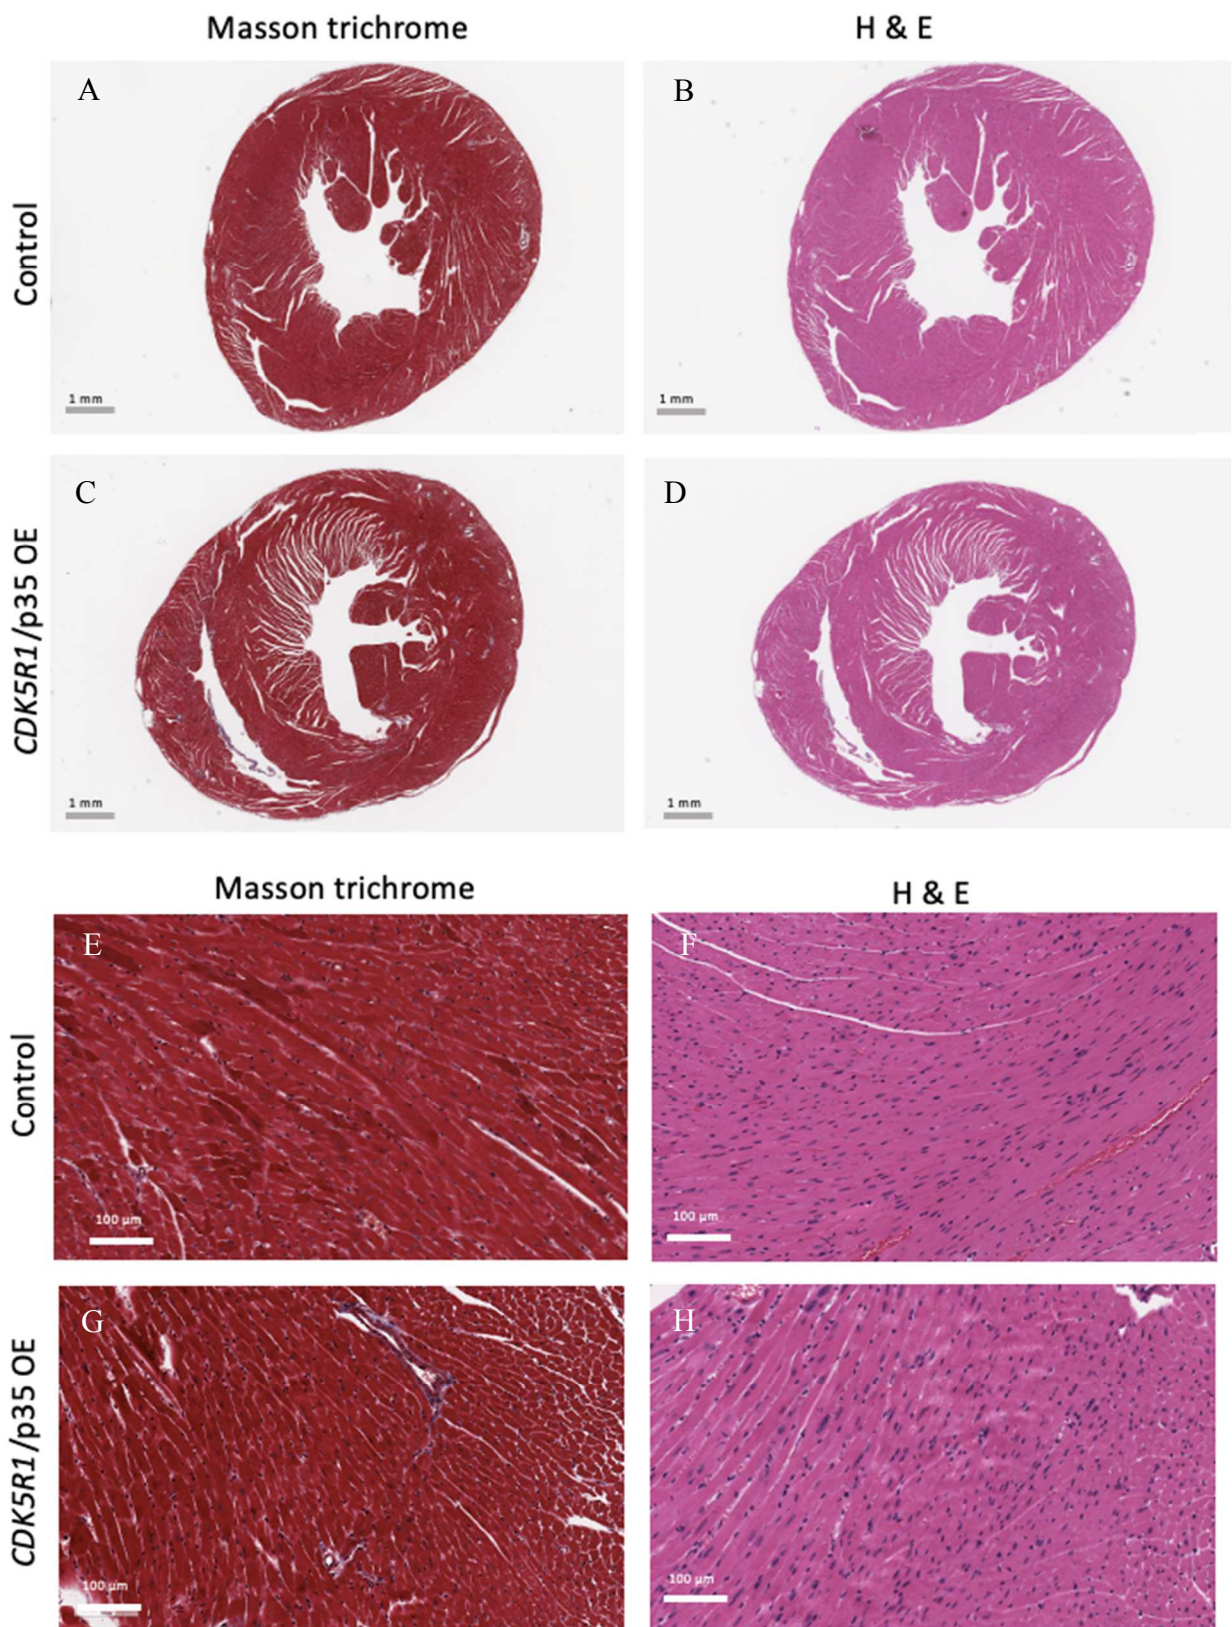 Masson trichrome
H & E
Control
A
1 mm
B
1 mm
CDK5R1/p35 OE
C
1 mm
D
1 mm
Masson trichrome
H & E
Control
E
100 µm
F
100 µm
CDK5R1/p35 OE
G
100 µm
H
100 µm